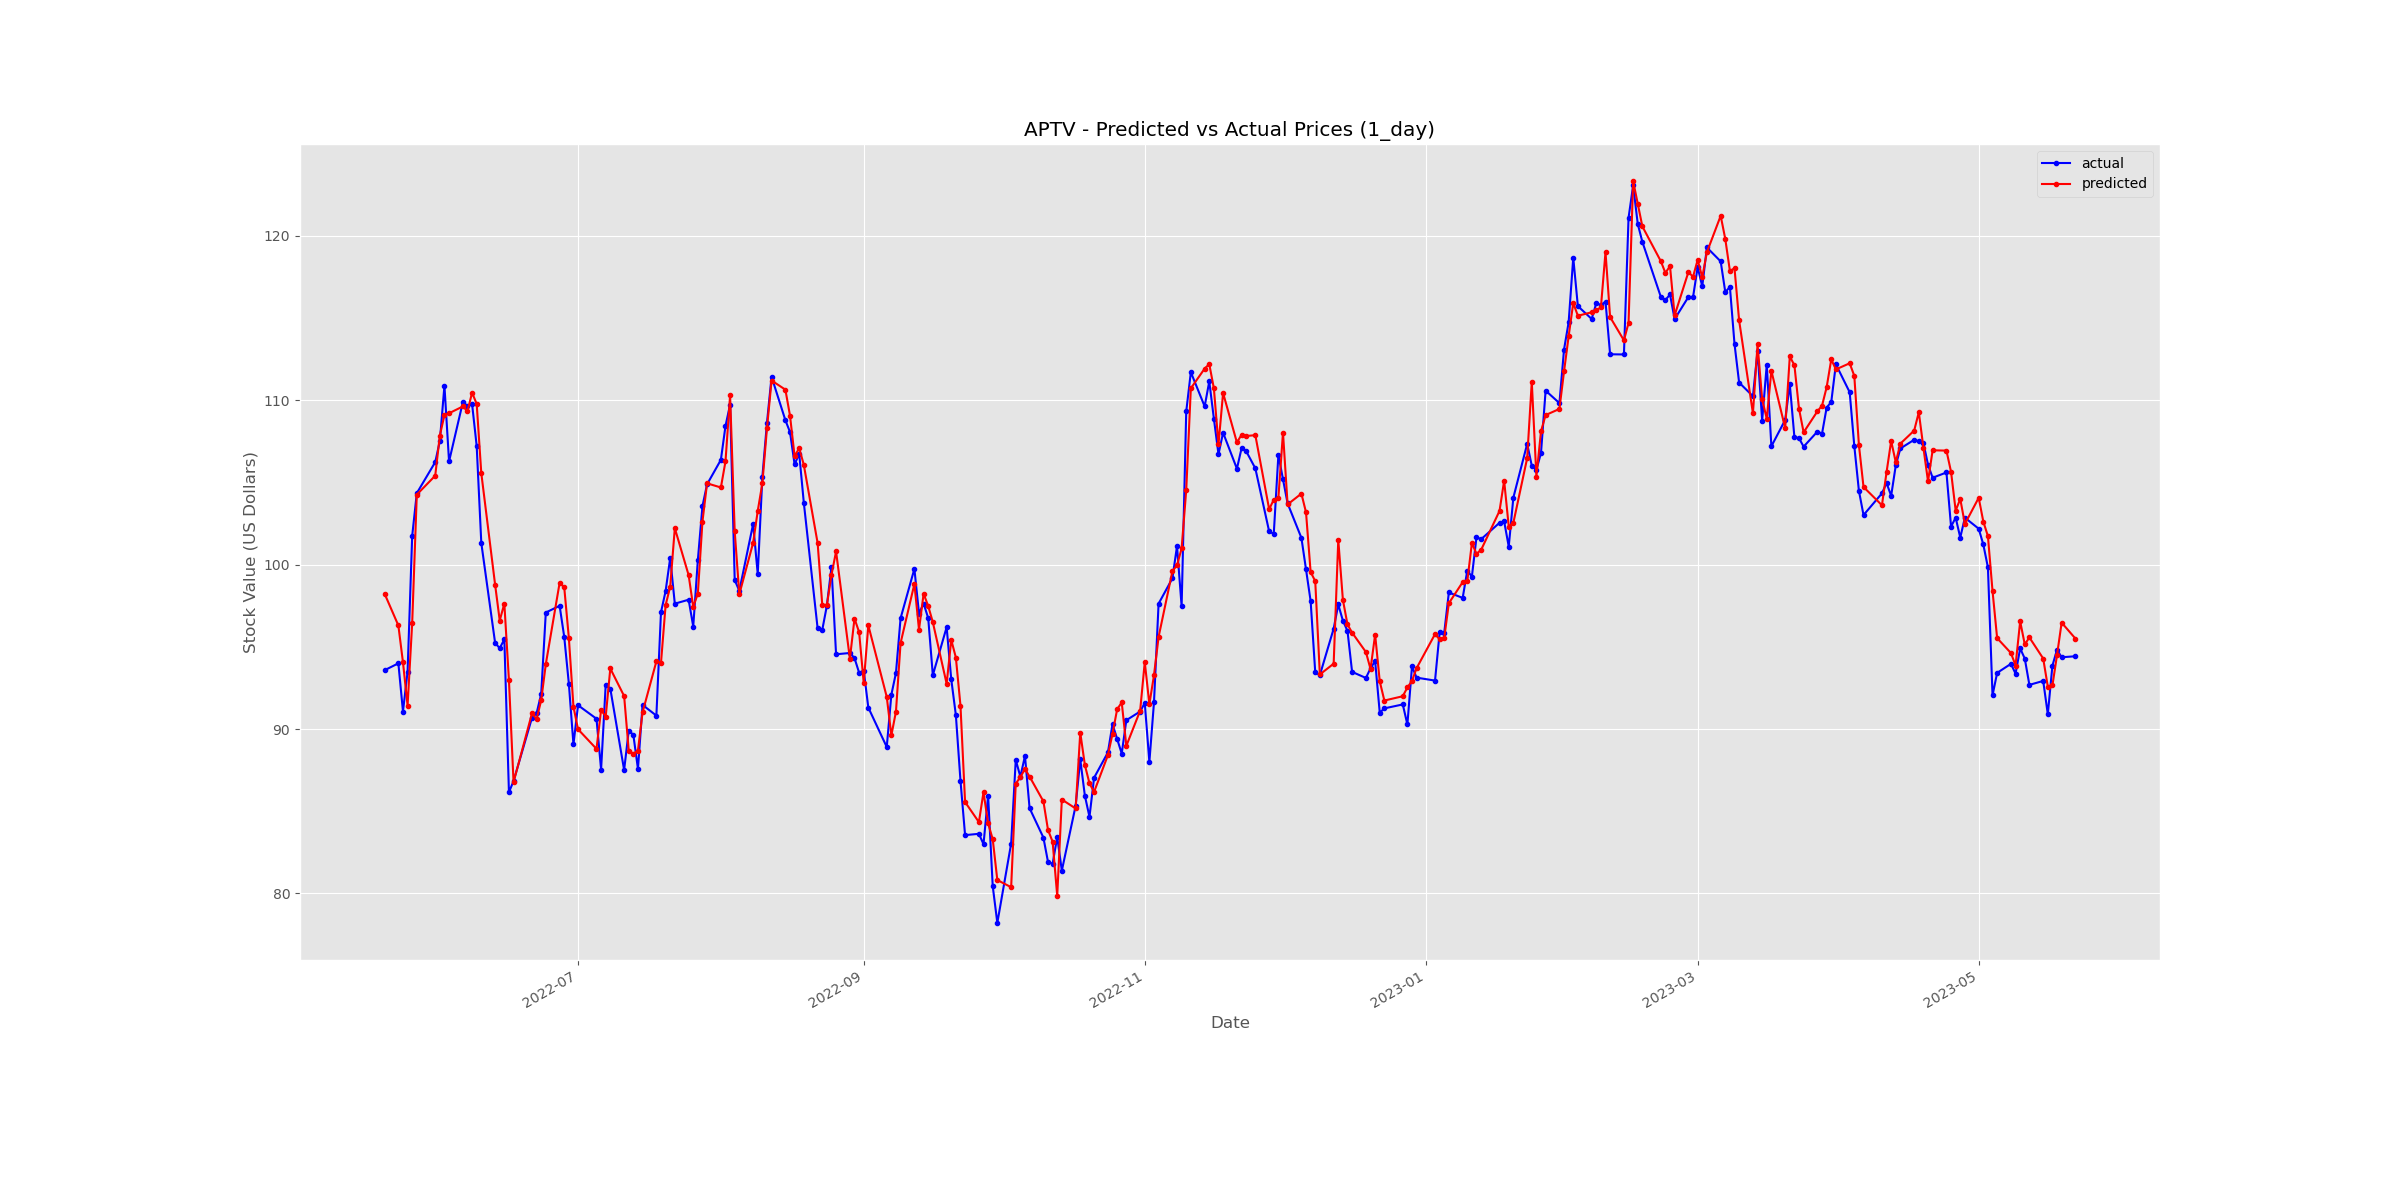 APTV - Predicted vs Actual Prices (1_day)
actual
predicted
120
110
100
90
80
Stock Value (US Dollars)
2022-07
2022-09
2022-11
2023-01
2023-03
2023-05
Date